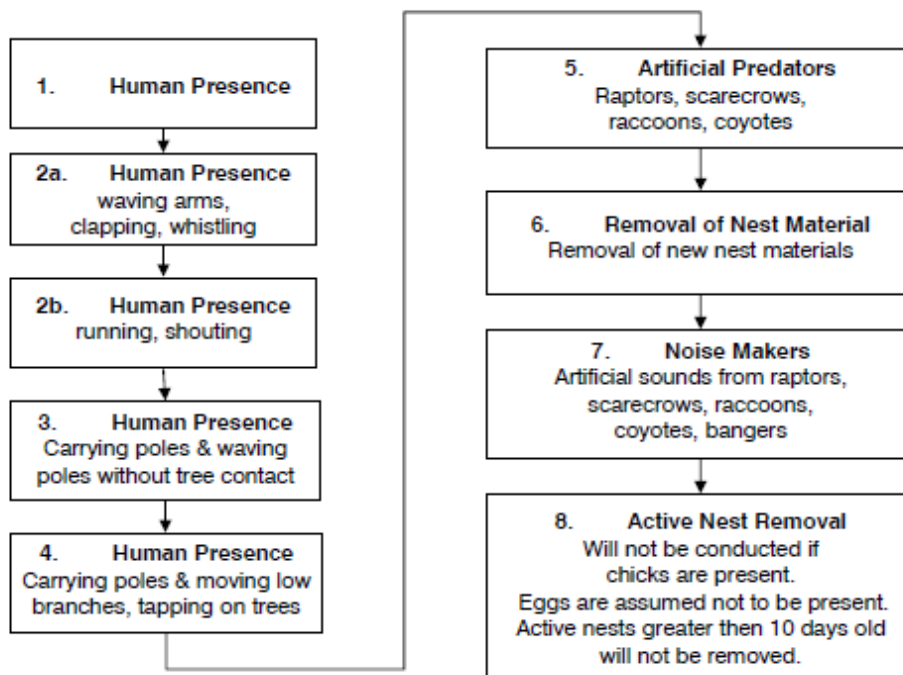 1. Human Presence
2a. Human Presence
waving arms,
clapping, whistling
2b. Human Presence
running, shouting
3. Human Presence
Carrying poles & waving
poles without tree contact
4. Human Presence
Carrying poles & moving low
branches, tapping on trees
5. Artificial Predators
Raptors, scarecrows,
raccoons, coyotes
6. Removal of Nest Material
Removal of new nest materials
7. Noise Makers
Artificial sounds from raptors,
scarecrows, raccoons,
coyotes, bangers
8. Active Nest Removal
Will not be conducted if
chicks are present.
Eggs are assumed not to be present.
Active nests greater then 10 days old
will not be removed.